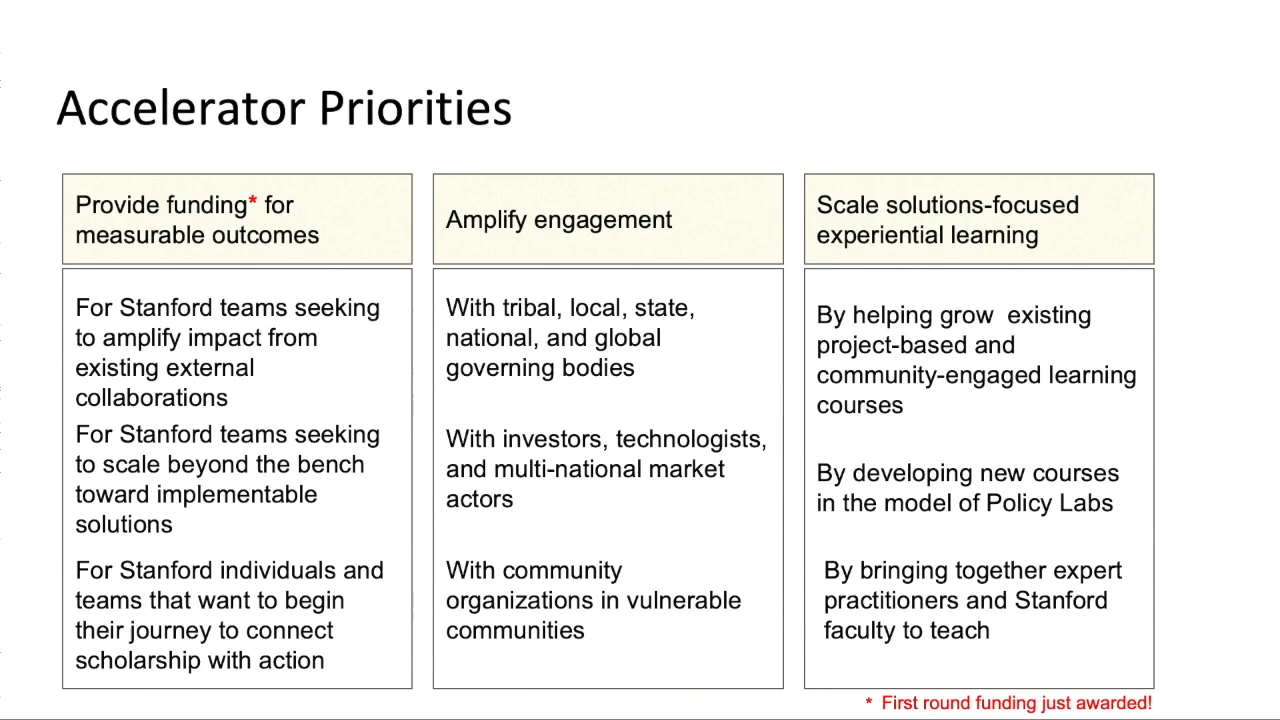 Accelerator Priorities
Provide funding* for
measurable outcomes
For Stanford teams seeking
to amplify impact from
existing external
collaborations
For Stanford teams seeking
to scale beyond the bench
toward implementable
solutions
For Stanford individuals and
teams that want to begin
their journey to connect
scholarship with action
Amplify engagement
With tribal, local, state,
national, and global
governing bodies
With investors, technologists,
and multi-national market
actors
With community
organizations in vulnerable
communities
Scale solutions-focused
experiential learning
By helping grow  existing
project-based and
community-engaged learning
courses
By developing new courses
in the model of Policy Labs
By bringing together expert
practitioners and Stanford
faculty to teach
* First round funding just awarded!